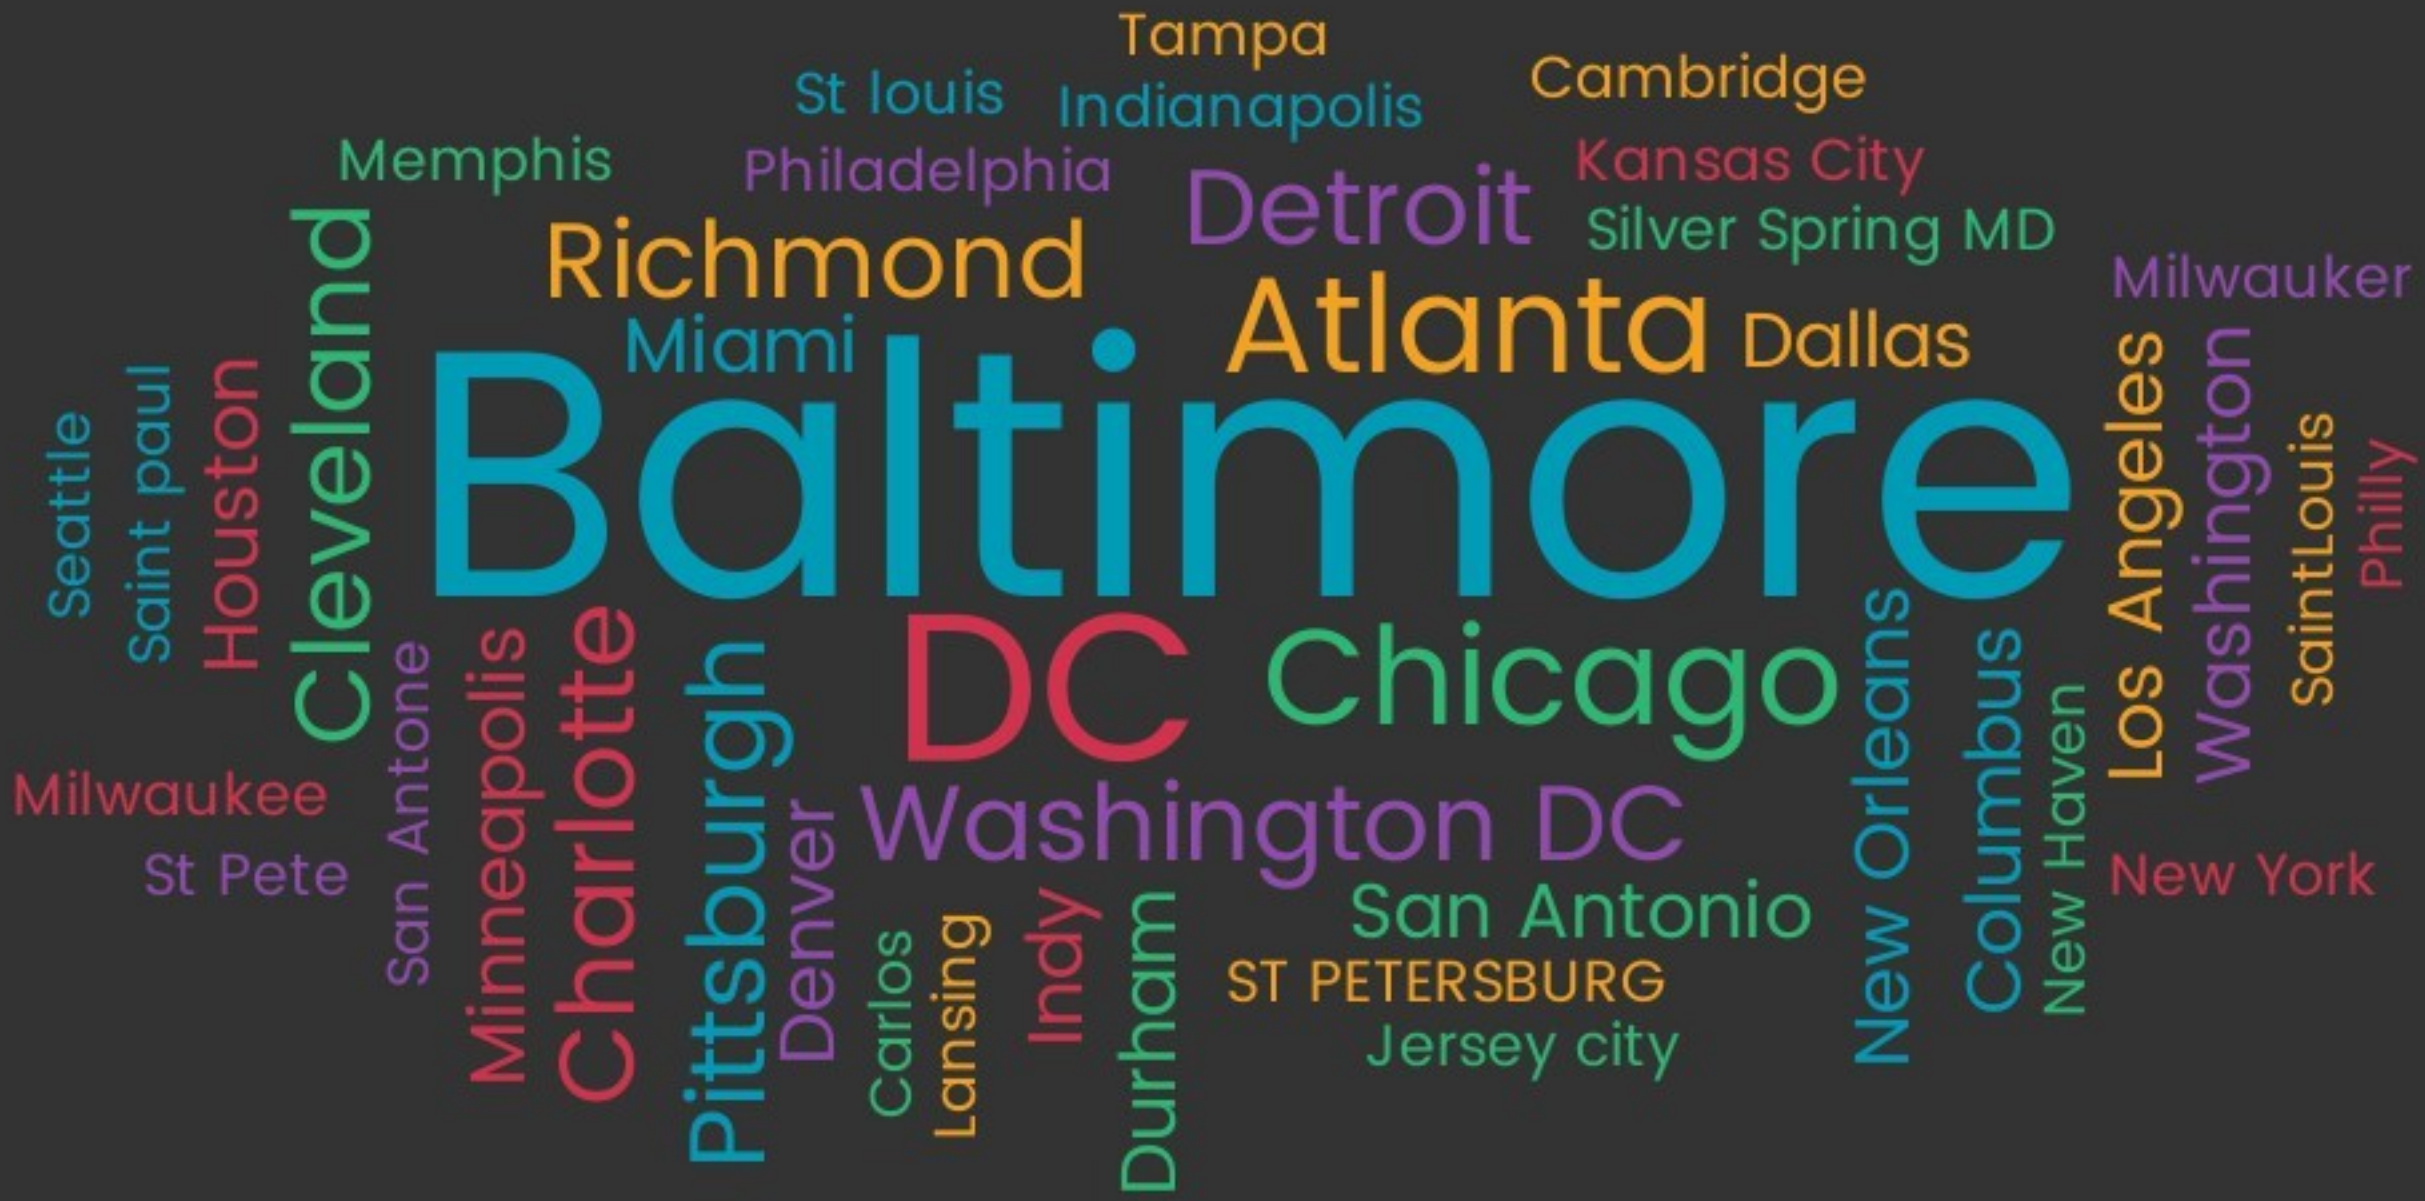 Tampa
Cambridge
St louis
Indianapolis
Memphis
Philadelphia
Detroit
Kansas City
Silver Spring MD
Richmond
Milwauker
Atlanta
Miami
Dallas
Baltimore
Cleveland
Houston
Saint paul
Seattle
Los Angeles
Washington
SaintLouis
Philly
DC
Chicago
Charlotte
Minneapolis
San Antone
Pittsburgh
New Orleans
Columbus
New Haven
Milwaukee
Washington DC
Denver
St Pete
New York
San Antonio
Carlos
Lansing
Indy
Durham
ST PETERSBURG
Jersey city